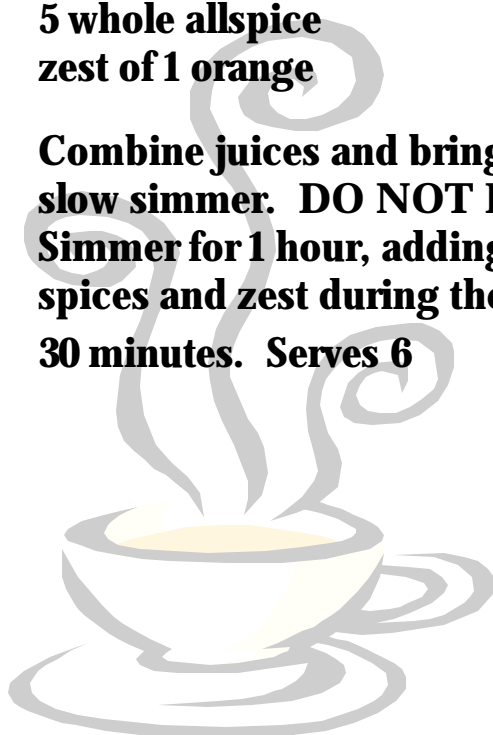 5 whole allspice
zest of 1 orange
Combine juices and bring
slow simmer. DO NOT
Simmer for 1 hour, adding
spices and zest during the
30 minutes. Serves 6